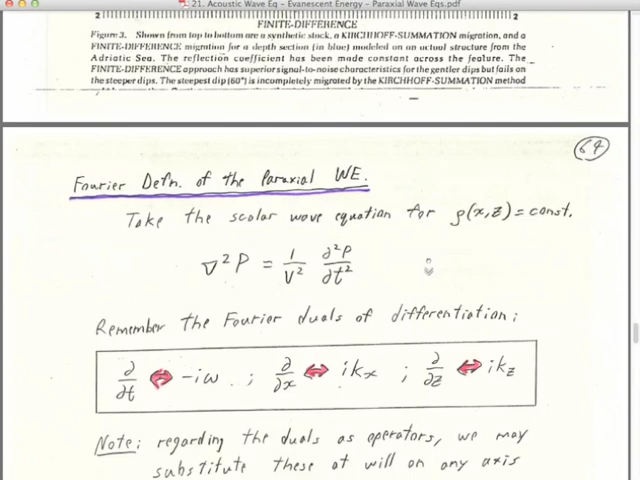 21. Acoustic Wave Eq - Evanescent Energy - Paraxial Wave Eqs.pdf
2 2
FINITE-DIFFERENCE
Figure 3. Shown from top to bottom are a synthetic stack, a KIRCHHOFF-SUMMATION migration, and a
FINITE-DIFFERENCE migration for a depth section (in blue) modeled on an actual structure from the
Adriatic Sea. The reflection coefficient has been made constant across the feature. The
FINITE-DIFFERENCE approach has superior signal-to-noise characteristics for the gentler dips but fails on
the steeper dips. The steepest dip (60°) is incompletely migrated by the KIRCHHOFF-SUMMATION method
64
Fourier Defn. of the Paraxial WE.
Take the scalar wave equation for ρ(x,z) = const.
∇²P = 1/V² ∂²P/∂t²
Remember the Fourier duals of differentiation:
∂/∂t ⇔ -iω ; ∂/∂x ⇔ ikx ; ∂/∂z ⇔ ikz
Note: regarding the duals as operators, we may
substitute these at will on any axis